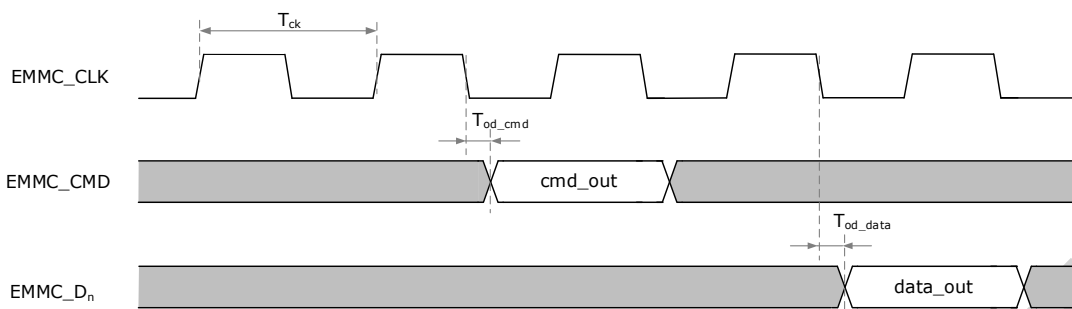 T_ck
EMMC_CLK
T_od_cmd
EMMC_CMD
cmd_out
T_od_data
EMMC_D_n
data_out